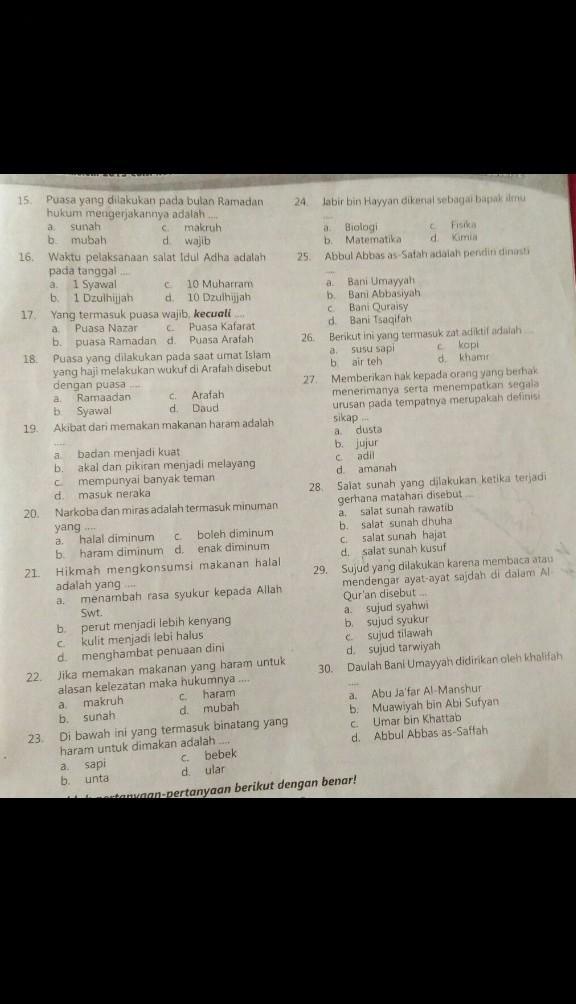 15. Puasa yang dilakukan pada bulan Ramadan
hukum mengerjakannya adalah ....
a. sunah c. makruh
b. mubah d. wajib
16. Waktu pelaksanaan salat Idul Adha adalah
pada tanggal ....
a. 1 Syawal c. 10 Muharram
b. 1 Dzulhijjah d. 10 Dzulhijjah
17. Yang termasuk puasa wajib, kecuali ....
a. Puasa Nazar c. Puasa Kafarat
b. puasa Ramadan d. Puasa Arafah
18. Puasa yang dilakukan pada saat umat Islam
yang haji melakukan wukuf di Arafah disebut
dengan puasa ....
a. Ramaadan c. Arafah
b. Syawal d. Daud
19. Akibat dari memakan makanan haram adalah
....
a. badan menjadi kuat
b. akal dan pikiran menjadi melayang
c. mempunyai banyak teman
d. masuk neraka
20. Narkoba dan miras adalah termasuk minuman
yang ....
a. halal diminum c. boleh diminum
b. haram diminum d. enak diminum
21. Hikmah mengkonsumsi makanan halal
adalah yang ....
a. menambah rasa syukur kepada Allah
Swt.
b. perut menjadi lebih kenyang
c. kulit menjadi lebi halus
d. menghambat penuaan dini
22. Jika memakan makanan yang haram untuk
alasan kelezatan maka hukumnya ....
a. makruh c. haram
b. sunah d. mubah
23. Di bawah ini yang termasuk binatang yang
haram untuk dimakan adalah ....
a. sapi c. bebek
b. unta d. ular
24. Jabir bin Hayyan dikenal sebagai bapak ilmu
....
a. Biologi c. Fisika
b. Matematika d. Kimia
25. Abbul Abbas as-Safah adalah pendiri dinasti
....
a. Bani Umayyah
b. Bani Abbasiyah
c. Bani Quraisy
d. Bani Tsaqifah
26. Berikut ini yang termasuk zat adiktif adalah ....
a. susu sapi c. kopi
b. air teh d. khamr
27. Memberikan hak kepada orang yang berhak
menerimanya serta menempatkan segala
urusan pada tempatnya merupakah definisi
sikap ...
a. dusta
b. jujur
c. adil
d. amanah
28. Salat sunah yang dilakukan ketika terjadi
gerhana matahari disebut ...
a. salat sunah rawatib
b. salat sunah dhuha
c. salat sunah hajat
d. salat sunah kusuf
29. Sujud yang dilakukan karena membaca atau
mendengar ayat-ayat sajdah di dalam Al-
Qur'an disebut ...
a. sujud syahwi
b. sujud syukur
c. sujud tilawah
d. sujud tarwiyah
30. Daulah Bani Umayyah didirikan oleh khalifah
....
a. Abu Ja'far Al-Manshur
b. Muawiyah bin Abi Sufyan
c. Umar bin Khattab
d. Abbul Abbas as-Saffah
pertanyaan-pertanyaan berikut dengan benar!